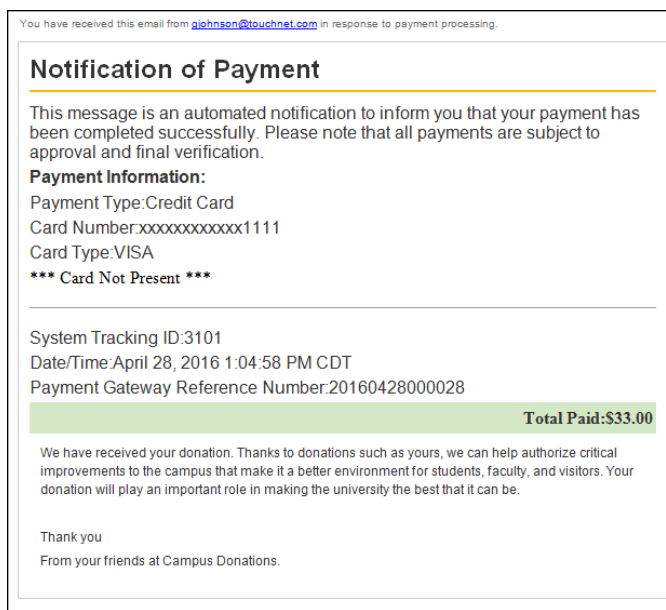 You have received this email from gjohnson@touchnet.com in response to payment processing.
Notification of Payment
This message is an automated notification to inform you that your payment has
been completed successfully. Please note that all payments are subject to
approval and final verification.
Payment Information:
Payment Type:Credit Card
Card Number:xxxxxxxxxxxx1111
Card Type:VISA
*** Card Not Present ***
System Tracking ID:3101
Date/Time:April 28, 2016 1:04:58 PM CDT
Payment Gateway Reference Number:20160428000028
Total Paid:$33.00
We have received your donation. Thanks to donations such as yours, we can help authorize critical
improvements to the campus that make it a better environment for students, faculty, and visitors. Your
donation will play an important role in making the university the best that it can be.
Thank you
From your friends at Campus Donations.